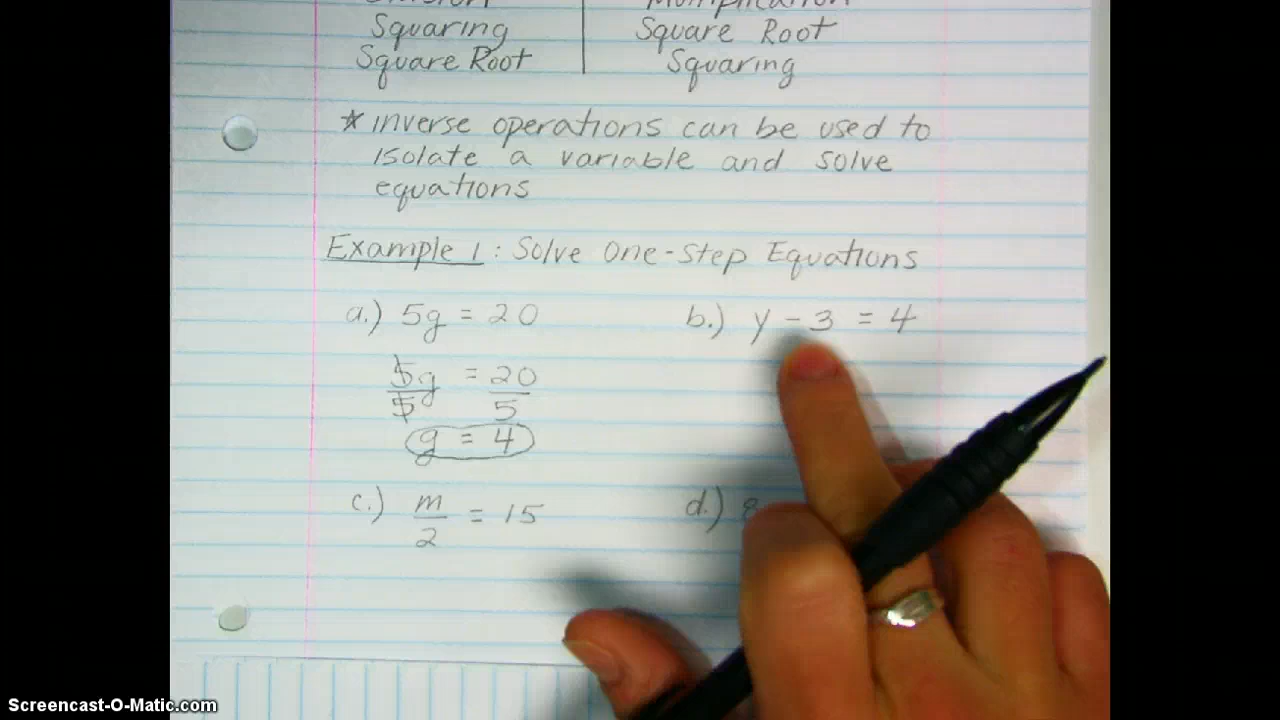 Squaring Square Root
Square Root Squaring
* inverse operations can be used to
isolate a variable and solve
equations
Example 1: Solve One-Step Equations
a.) 5g = 20 b.) y - 3 = 4
5g = 20
5 5
g = 4
c.) m = 15 d.) 8
2
Screencast-O-Matic.com